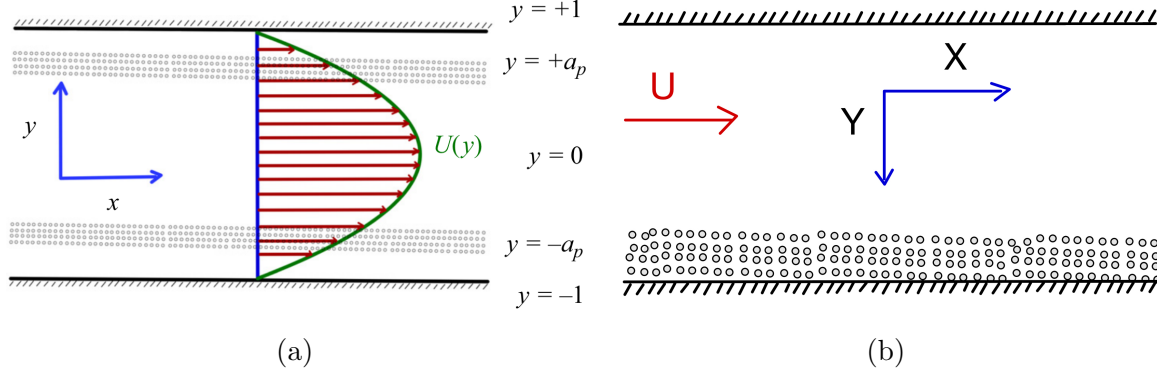 y = +1
y = +a_p
y
U(y)
y = 0
x
y = −a_p
y = −1
(a)
X
U
Y
(b)